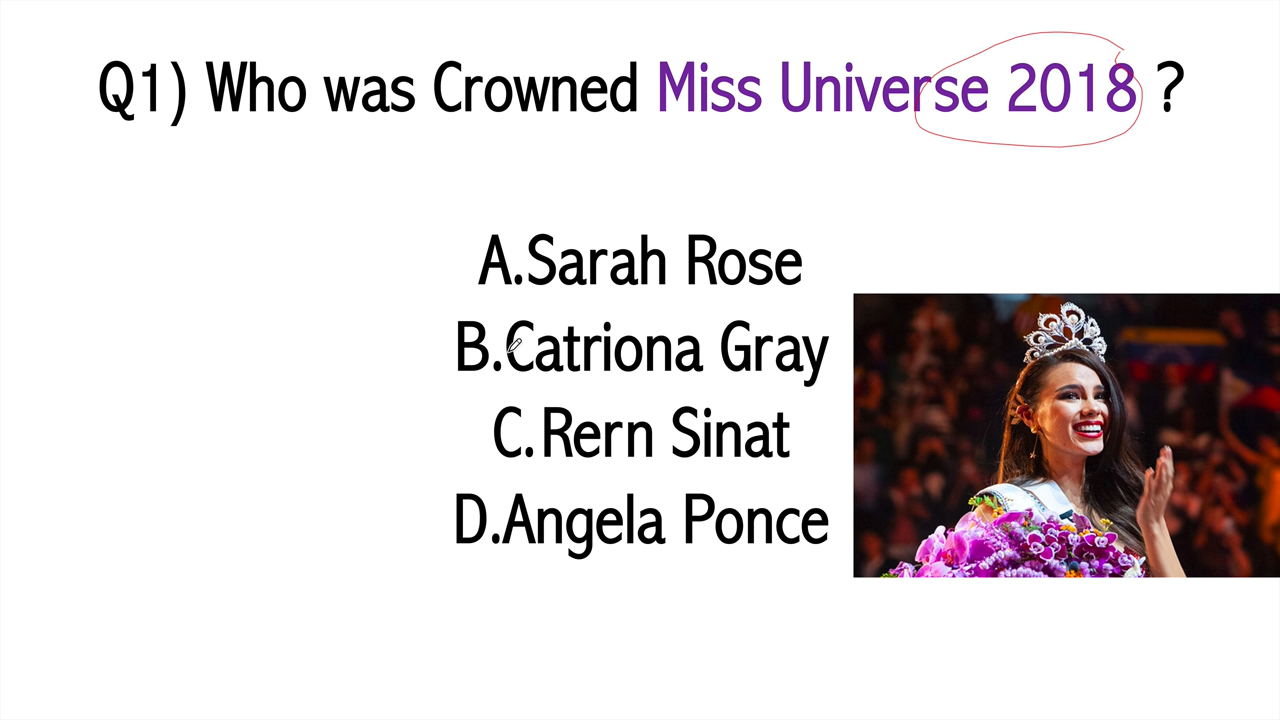 Q1) Who was Crowned Miss Universe 2018 ?
A.Sarah Rose
B.Catriona Gray
C.Rern Sinat
D.Angela Ponce